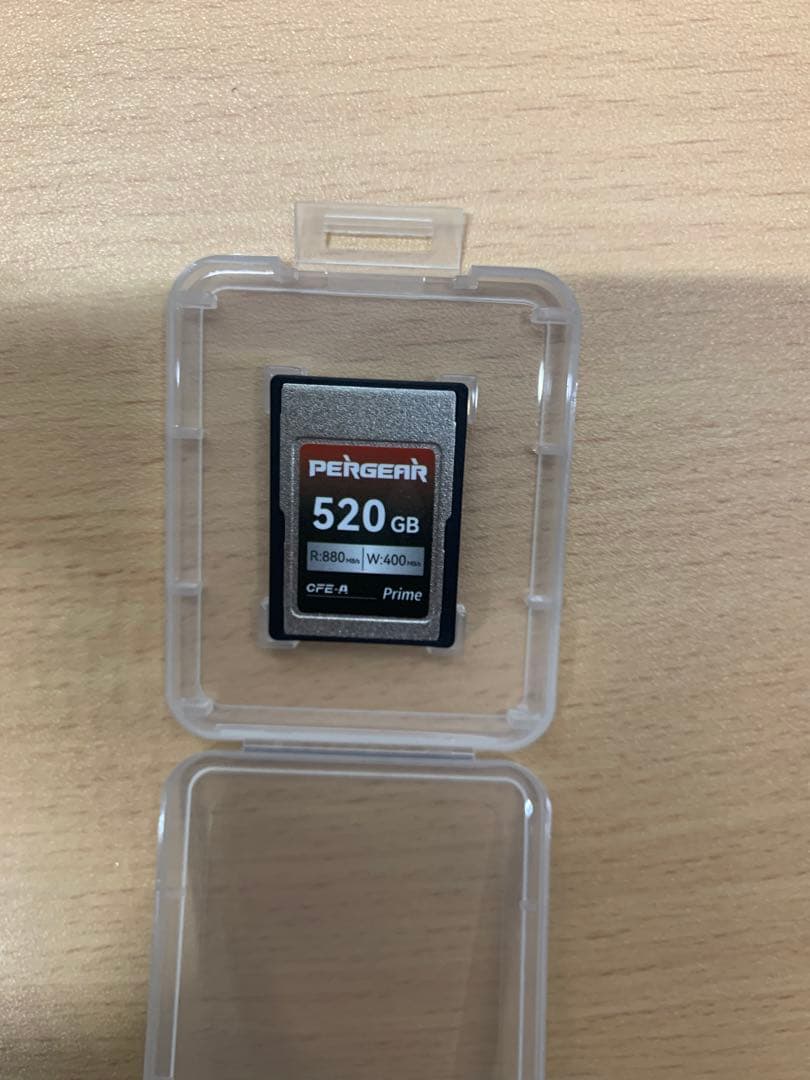 PERGEAR
520 GB
R:880 MB/s W:400 MB/s
CFE-A Prime